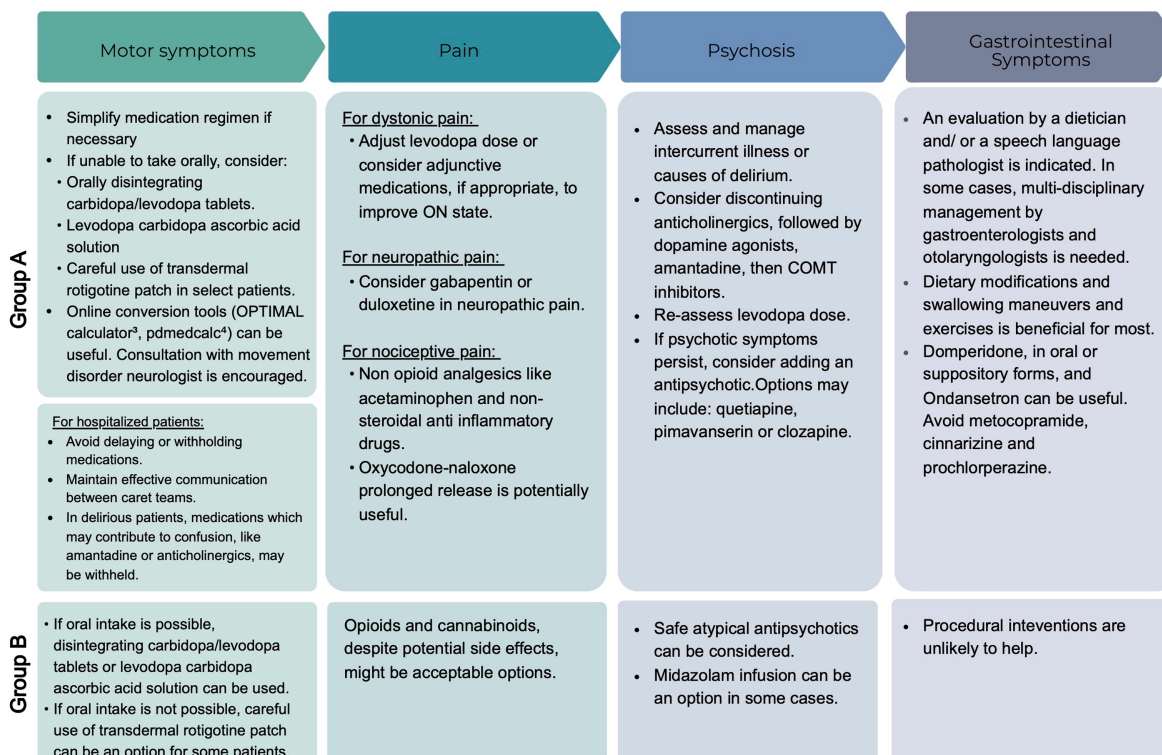 Motor symptoms
Pain
Psychosis
Gastrointestinal
Symptoms
Group A
• Simplify medication regimen if
necessary
• If unable to take orally, consider:
• Orally disintegrating
carbidopa/levodopa tablets.
• Levodopa carbidopa ascorbic acid
solution
• Careful use of transdermal
rotigotine patch in select patients.
• Online conversion tools (OPTIMAL
calculator³, pdmedcalc⁴) can be
useful. Consultation with movement
disorder neurologist is encouraged.
For hospitalized patients:
• Avoid delaying or withholding
medications.
• Maintain effective communication
between caret teams.
• In delirious patients, medications which
may contribute to confusion, like
amantadine or anticholinergics, may
be withheld.
For dystonic pain:
• Adjust levodopa dose or
consider adjunctive
medications, if appropriate, to
improve ON state.
For neuropathic pain:
• Consider gabapentin or
duloxetine in neuropathic pain.
For nociceptive pain:
• Non opioid analgesics like
acetaminophen and non-
steroidal anti inflammatory
drugs.
• Oxycodone-naloxone
prolonged release is potentially
useful.
• Assess and manage
intercurrent illness or
causes of delirium.
• Consider discontinuing
anticholinergics, followed by
dopamine agonists,
amantadine, then COMT
inhibitors.
• Re-assess levodopa dose.
• If psychotic symptoms
persist, consider adding an
antipsychotic.Options may
include: quetiapine,
pimavanserin or clozapine.
• An evaluation by a dietician
and/ or a speech language
pathologist is indicated. In
some cases, multi-disciplinary
management by
gastroenterologists and
otolaryngologists is needed.
• Dietary modifications and
swallowing maneuvers and
exercises is beneficial for most.
• Domperidone, in oral or
suppository forms, and
Ondansetron can be useful.
Avoid metocopramide,
cinnarizine and
prochlorperazine.
Group B
• If oral intake is possible,
disintegrating carbidopa/levodopa
tablets or levodopa carbidopa
ascorbic acid solution can be used.
• If oral intake is not possible, careful
use of transdermal rotigotine patch
can be an option for some patients
Opioids and cannabinoids,
despite potential side effects,
might be acceptable options.
• Safe atypical antipsychotics
can be considered.
• Midazolam infusion can be
an option in some cases.
• Procedural inteventions are
unlikely to help.